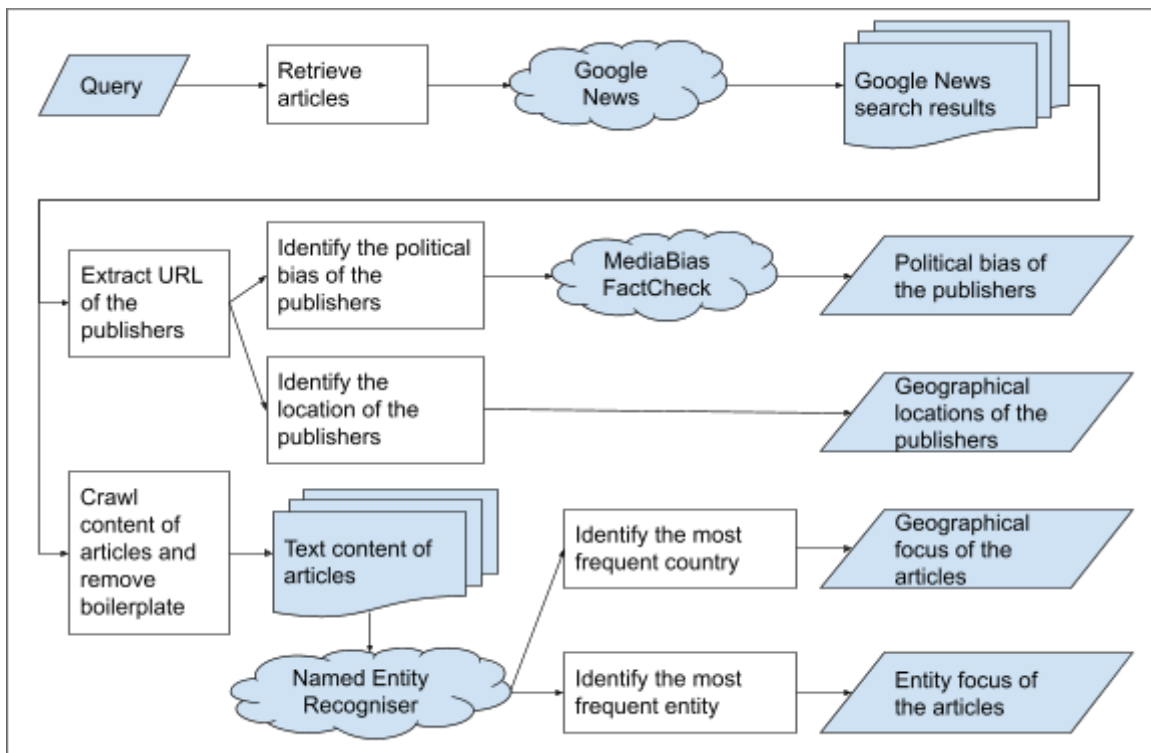 Query
Retrieve
articles
Google
News
Google News
search results
Extract URL
of the
publishers
Identify the political
bias of the
publishers
MediaBias
FactCheck
Political bias of
the publishers
Identify the
location of the
publishers
Geographical
locations of the
publishers
Crawl
content of
articles and
remove
boilerplate
Text content of
articles
Named Entity
Recogniser
Identify the most
frequent country
Geographical
focus of the
articles
Identify the most
frequent entity
Entity focus of
the articles